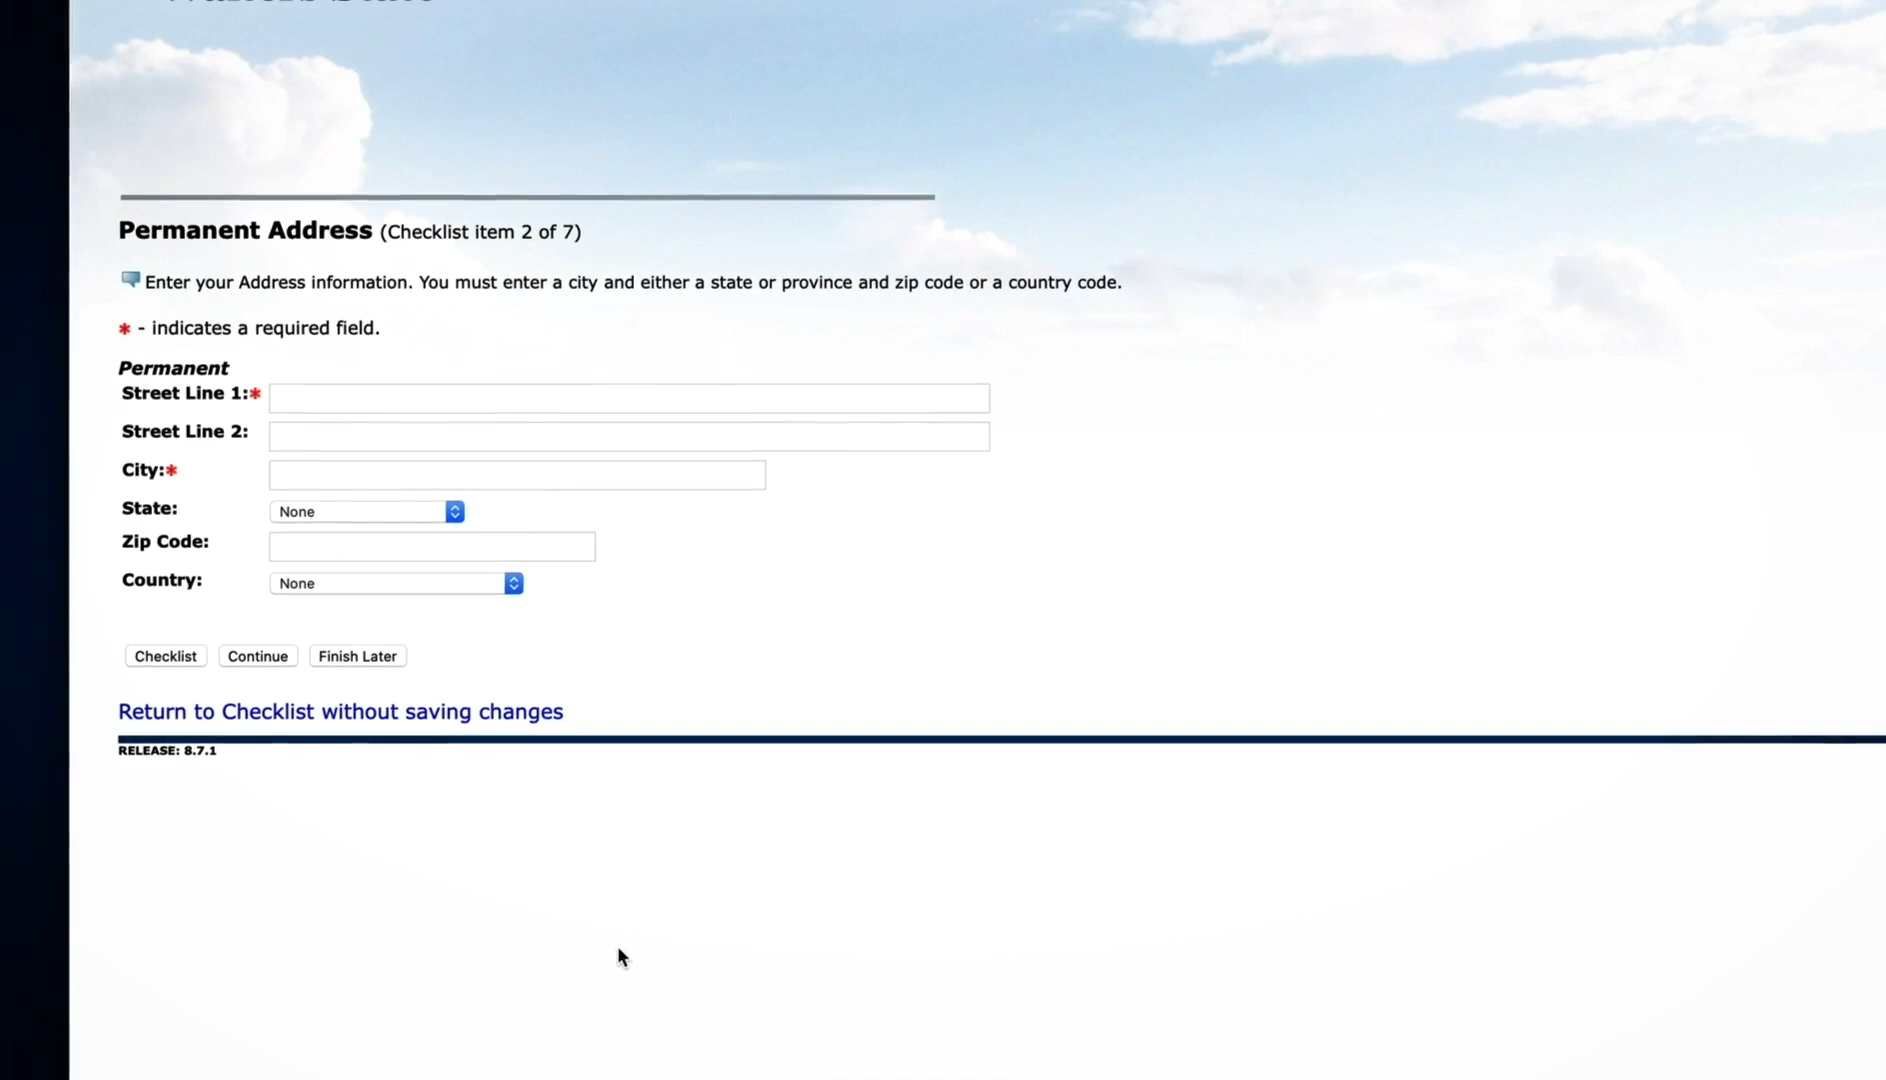 Permanent Address (Checklist item 2 of 7)
Enter your Address information. You must enter a city and either a state or province and zip code or a country code.
* - indicates a required field.
Permanent
Street Line 1:*
Street Line 2:
City:*
State: None
Zip Code:
Country: None
Checklist Continue Finish Later
Return to Checklist without saving changes
RELEASE: 8.7.1